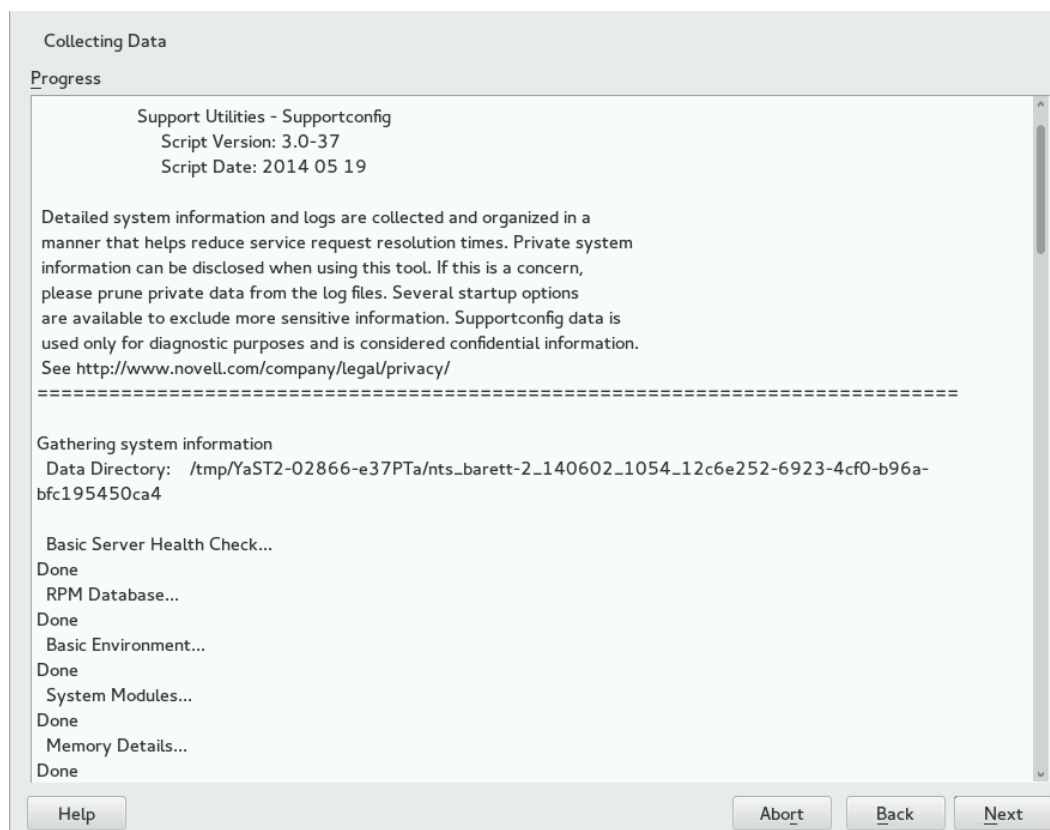 Collecting Data
Progress
Support Utilities - Supportconfig
Script Version: 3.0-37
Script Date: 2014 05 19
Detailed system information and logs are collected and organized in a
manner that helps reduce service request resolution times. Private system
information can be disclosed when using this tool. If this is a concern,
please prune private data from the log files. Several startup options
are available to exclude more sensitive information. Supportconfig data is
used only for diagnostic purposes and is considered confidential information.
See http://www.novell.com/company/legal/privacy/
=============================================================================
Gathering system information
Data Directory: /tmp/YaST2-02866-e37PTa/nts_barett-2_140602_1054_12c6e252-6923-4cf0-b96a-
bfc195450ca4
Basic Server Health Check...
Done
RPM Database...
Done
Basic Environment...
Done
System Modules...
Done
Memory Details...
Done
Help Abort Back Next